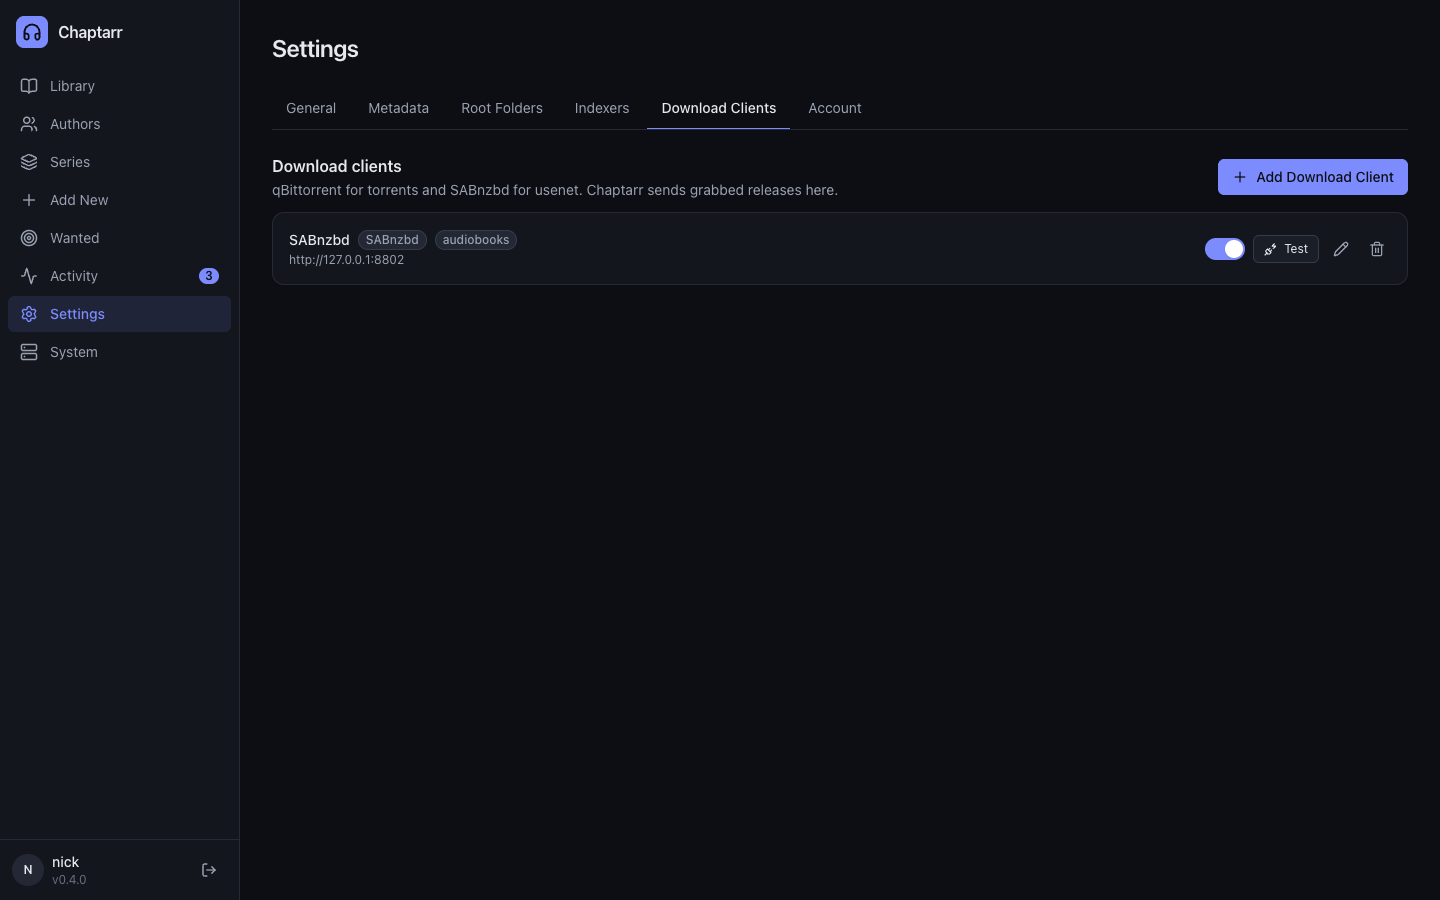 Chaptarr
Library
Authors
Series
Add New
Wanted
Activity 3
Settings
System
N nick
v0.4.0
Settings
General Metadata Root Folders Indexers Download Clients Account
Download clients
qBittorrent for torrents and SABnzbd for usenet. Chaptarr sends grabbed releases here.
Add Download Client
SABnzbd SABnzbd audiobooks
http://127.0.0.1:8802
Test